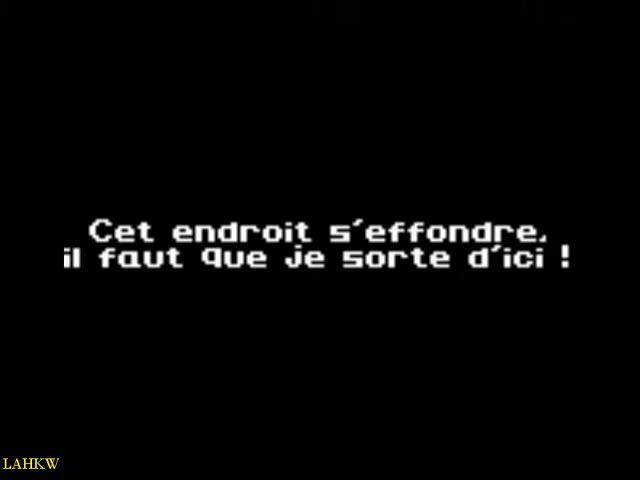 Cet endroit s'effondre,
il faut que je sorte d'ici !
LAHKW